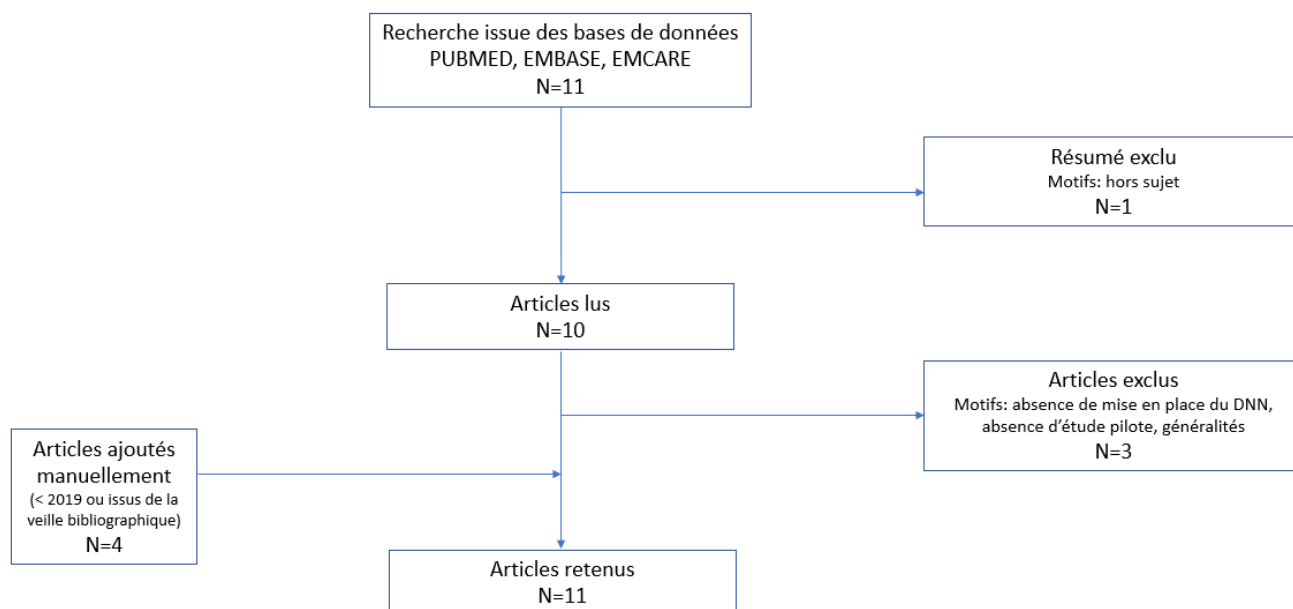 Recherche issue des bases de données
PUBMED, EMBASE, EMCARE
N=11
Résumé exclu
Motifs: hors sujet
N=1
Articles lus
N=10
Articles exclus
Motifs: absence de mise en place du DNN,
absence d'étude pilote, généralités
N=3
Articles ajoutés
manuellement
(< 2019 ou issus de la
veille bibliographique)
N=4
Articles retenus
N=11